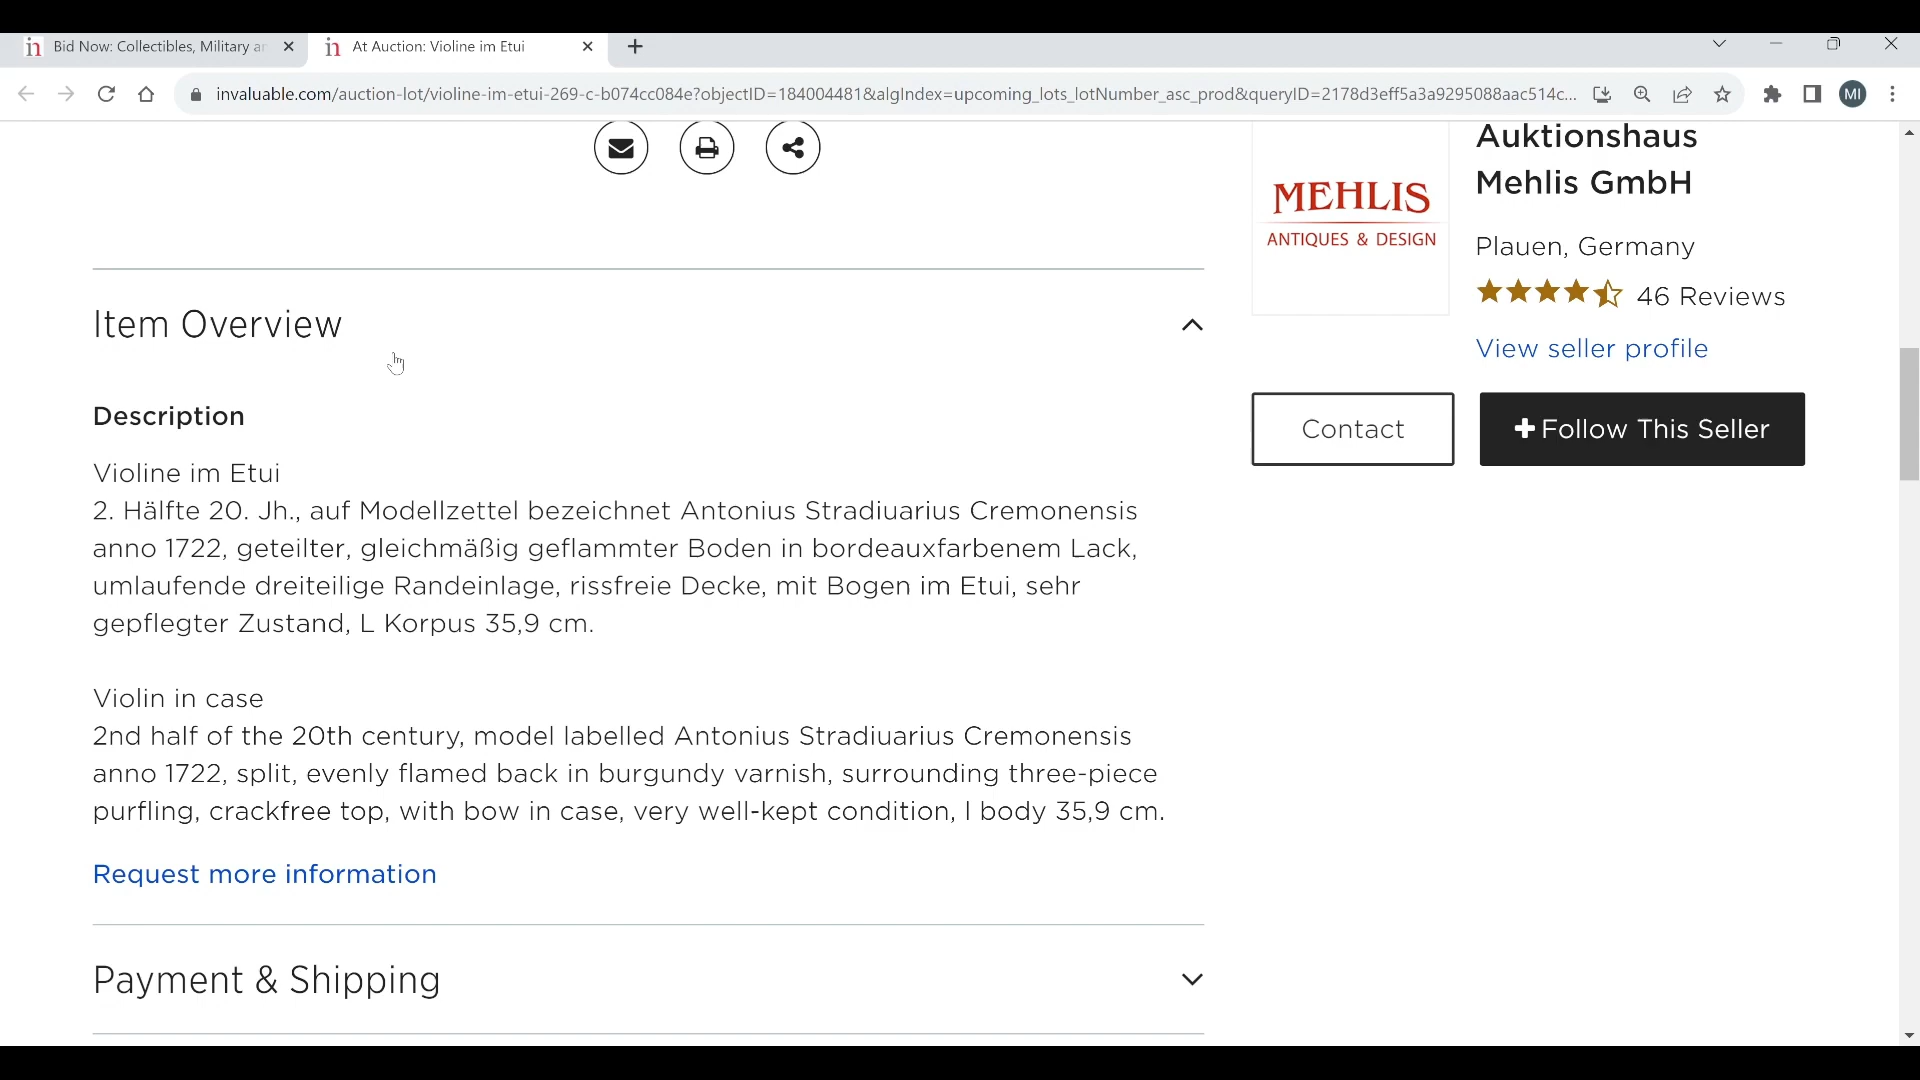 in Bid Now: Collectibles, Military ar
in At Auction: Violine im Etui
invaluable.com/auction-lot/violine-im-etui-269-c-b074cc084e?objectID=184004481&algIndex=upcoming_lots_lotNumber_asc_prod&queryID=2178d3eff5a3a9295088aac514c...
MI
Auktionshaus
Mehlis GmbH
MEHLIS
ANTIQUES & DESIGN
Plauen, Germany
46 Reviews
View seller profile
Contact
Follow This Seller
Item Overview
Description
Violine im Etui
2. Hälfte 20. Jh., auf Modellzettel bezeichnet Antonius Stradiuarius Cremonensis
anno 1722, geteilter, gleichmäßig geflammter Boden in bordeauxfarbenem Lack,
umlaufende dreiteilige Randeinlage, rissfreie Decke, mit Bogen im Etui, sehr
gepflegter Zustand, L Korpus 35,9 cm.
Violin in case
2nd half of the 20th century, model labelled Antonius Stradiuarius Cremonensis
anno 1722, split, evenly flamed back in burgundy varnish, surrounding three-piece
purfling, crackfree top, with bow in case, very well-kept condition, l body 35,9 cm.
Request more information
Payment & Shipping